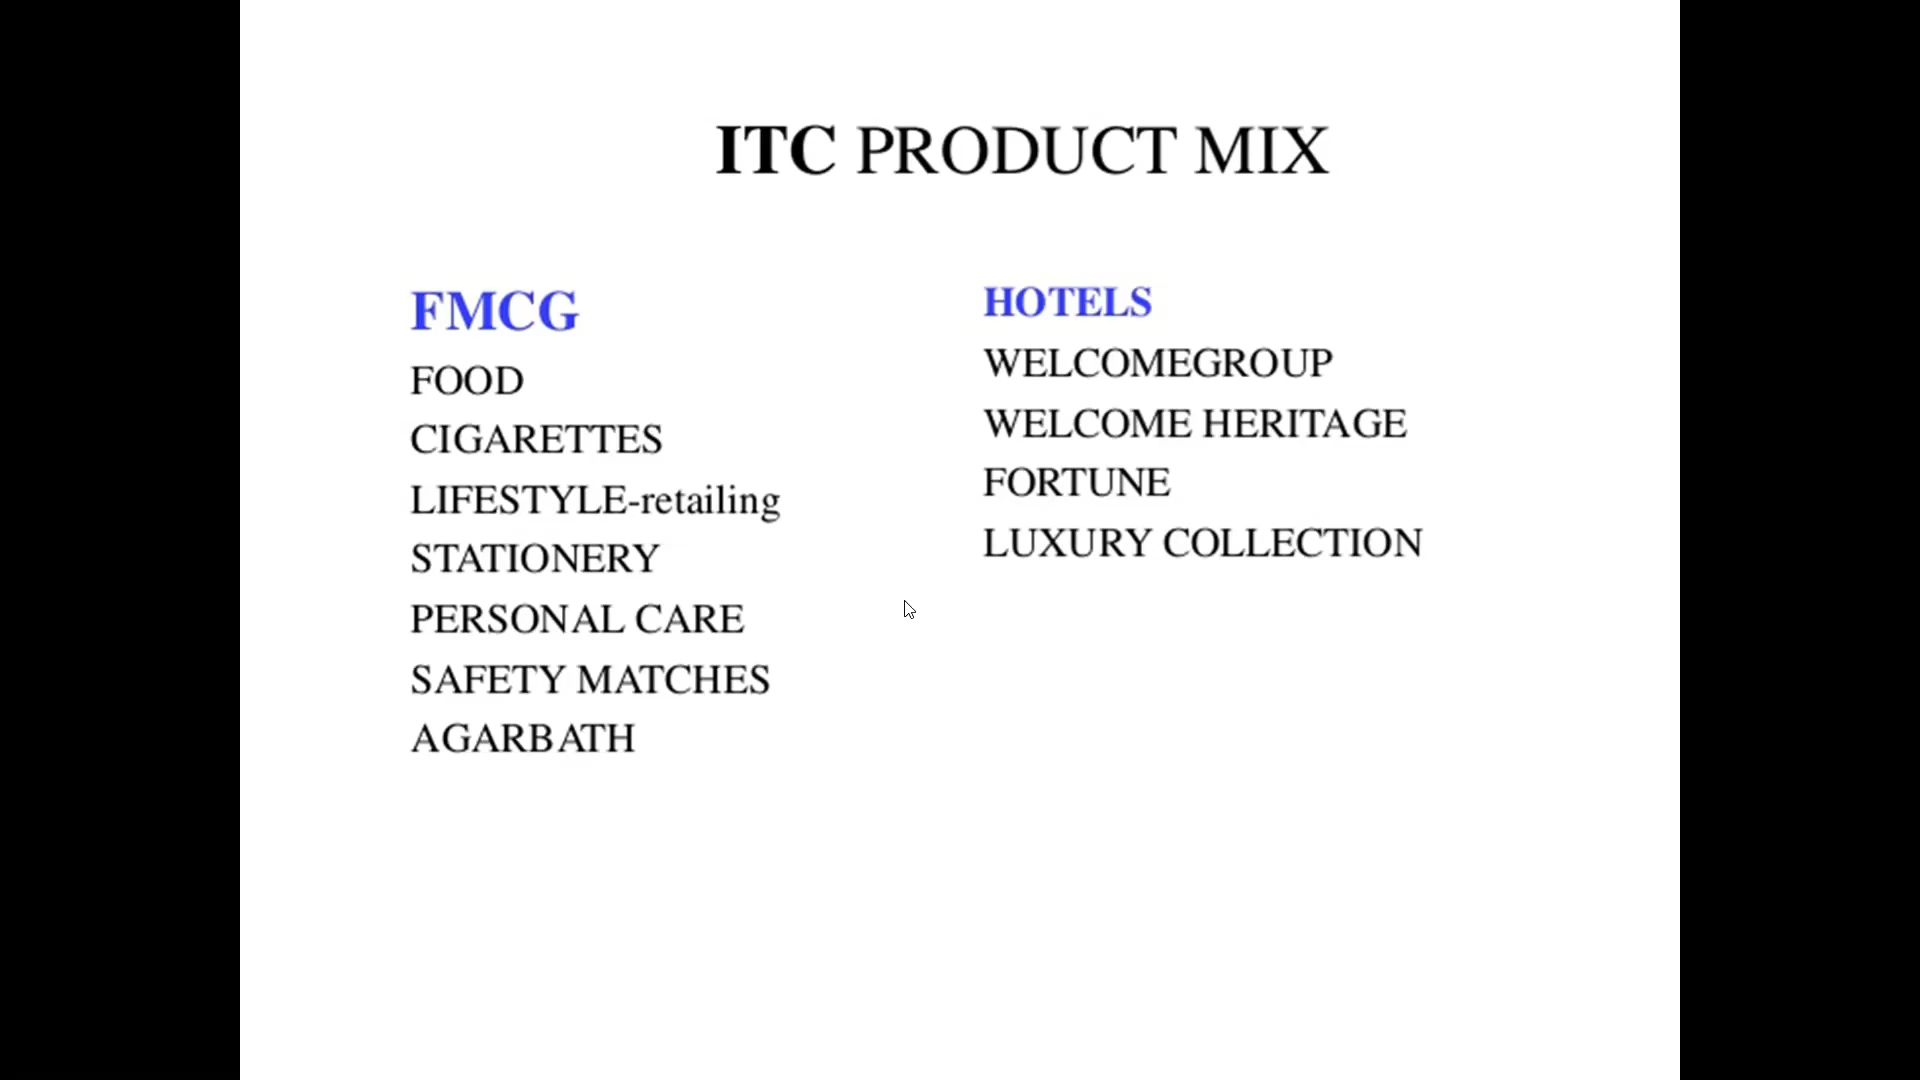 ITC PRODUCT MIX
FMCG
FOOD
CIGARETTES
LIFESTYLE-retailing
STATIONERY
PERSONAL CARE
SAFETY MATCHES
AGARBATH
HOTELS
WELCOMEGROUP
WELCOME HERITAGE
FORTUNE
LUXURY COLLECTION